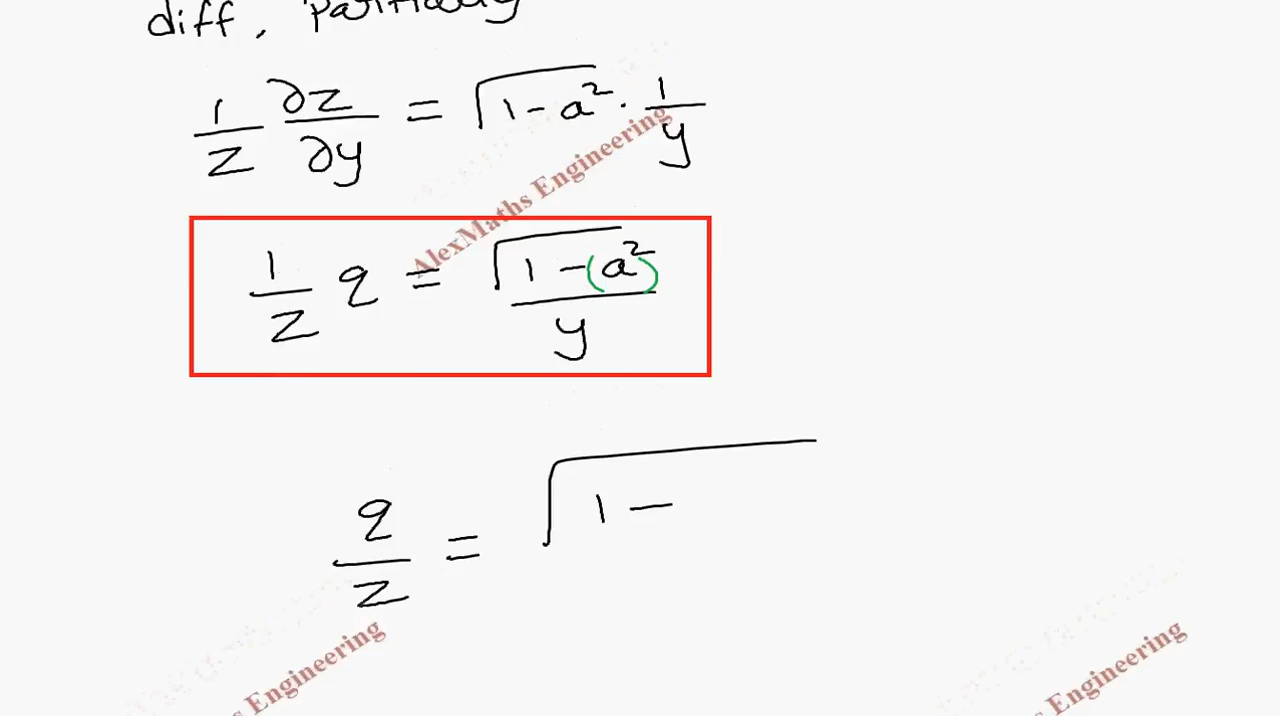 diff. Partially
1/z ∂z/∂y = √1-a² · 1/y
1/z q = √1-(a²)/y
q/z = √1-
AlexMaths Engineering
s Engineering
Engineering